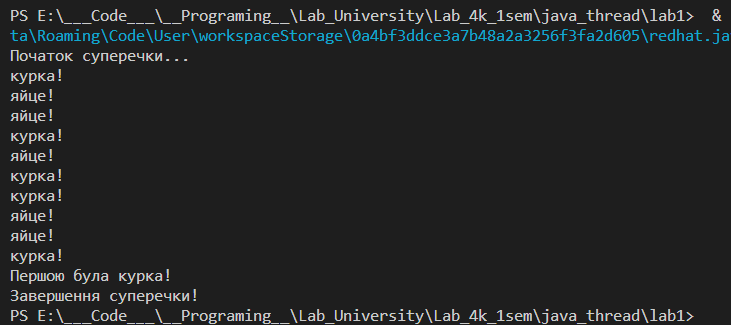 PS E:\___Code___\__Programing__\Lab_University\Lab_4k_1sem\java_thread\lab1>  &
ta\Roaming\Code\User\workspaceStorage\0a4bf3ddce3a7b48a2a3256f3fa2d605\redhat.ja
Початок суперечки...
курка!
яйце!
яйце!
курка!
яйце!
курка!
курка!
яйце!
яйце!
курка!
Першою була курка!
Завершення суперечки!
PS E:\___Code___\__Programing__\Lab_University\Lab_4k_1sem\java_thread\lab1>